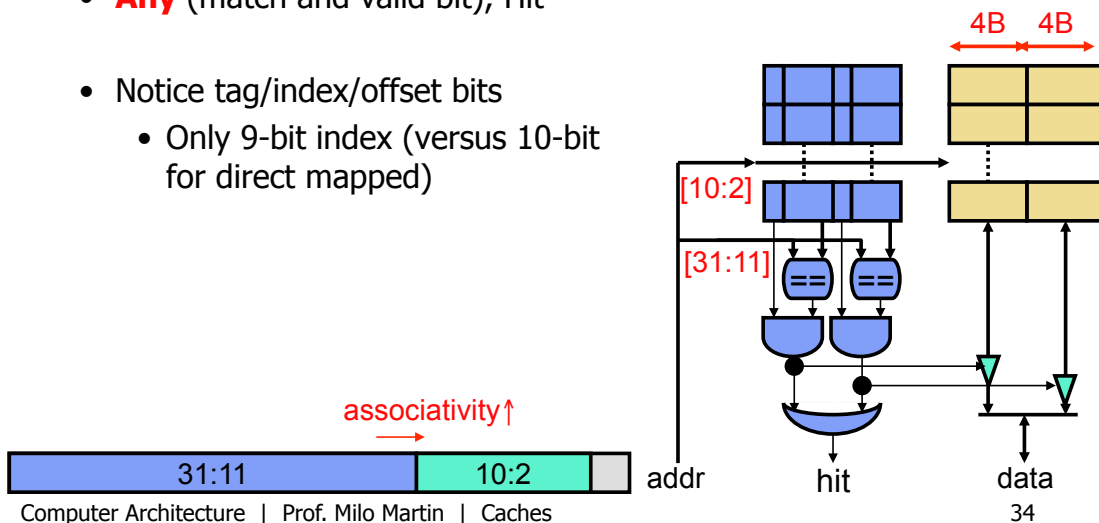 • Any (match and valid bit), Hit
• Notice tag/index/offset bits
• Only 9-bit index (versus 10-bit
for direct mapped)
4B 4B
[10:2]
[31:11]
== ==
associativity↑
31:11 10:2
addr hit data
Computer Architecture | Prof. Milo Martin | Caches 34